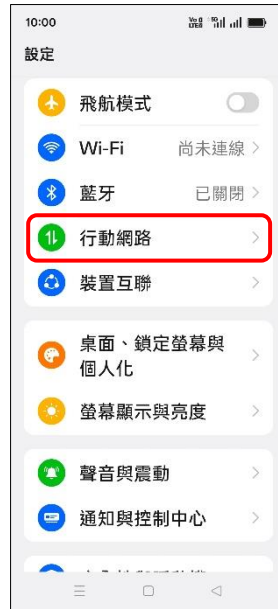 10:00
設定
飛航模式
Wi-Fi 尚未連線
藍牙 已關閉
行動網路
裝置互聯
桌面、鎖定螢幕與
個人化
螢幕顯示與亮度
聲音與震動
通知與控制中心